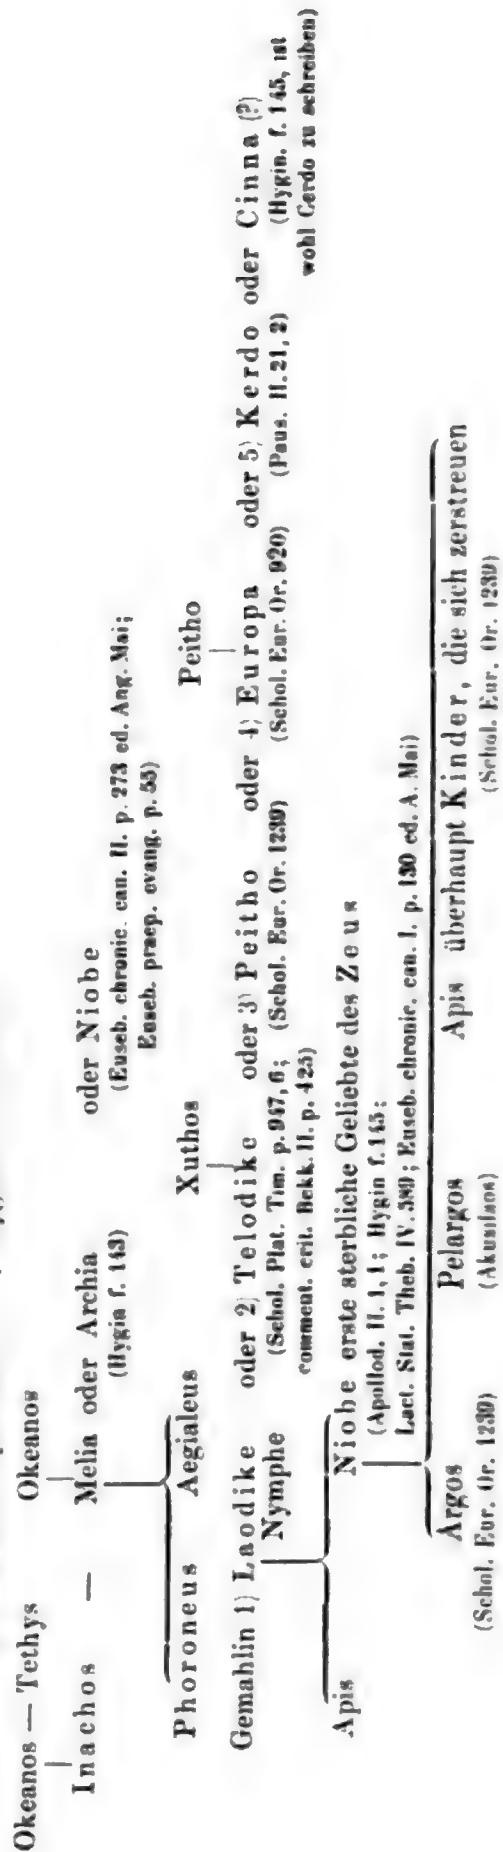 Okeanos — Tethys Okeanos
Inachos — Melia oder Archia oder Niobe
(Hygin f. 143) (Euseb. chronic. can. II. p. 273 ed. Ang. Mai;
Euseb. praep. evang. p. 55)
Phoroneus Aegialeus Xuthos Peitho
Gemahlin 1) Laodike oder 2) Telodike oder 3) Peitho oder 4) Europa oder 5) Kerdo oder Cinna (?)
Nymphe (Schol. Plat. Tim. p. 947, 6; (Schol. Eur. Or. 1239) (Schol. Eur. Or. 920) (Paus. II. 21, 2) (Hygin. f. 145, ist
comment. crit. Bekk. II. p. 425) wohl Cerdo zu schreiben)
Apis Niobe erste sterbliche Geliebte des Zeus
(Apollod. II. 1, 1; Hygin f. 145;
Lact. Stat. Theb. IV. 589; Euseb. chronic. can. I. p. 130 ed. A. Mai)
Argos Pelargos Apis überhaupt Kinder, die sich zerstreuen
(Schol. Eur. Or. 1239) (Akusilaos) (Schol. Eur. Or. 1239)